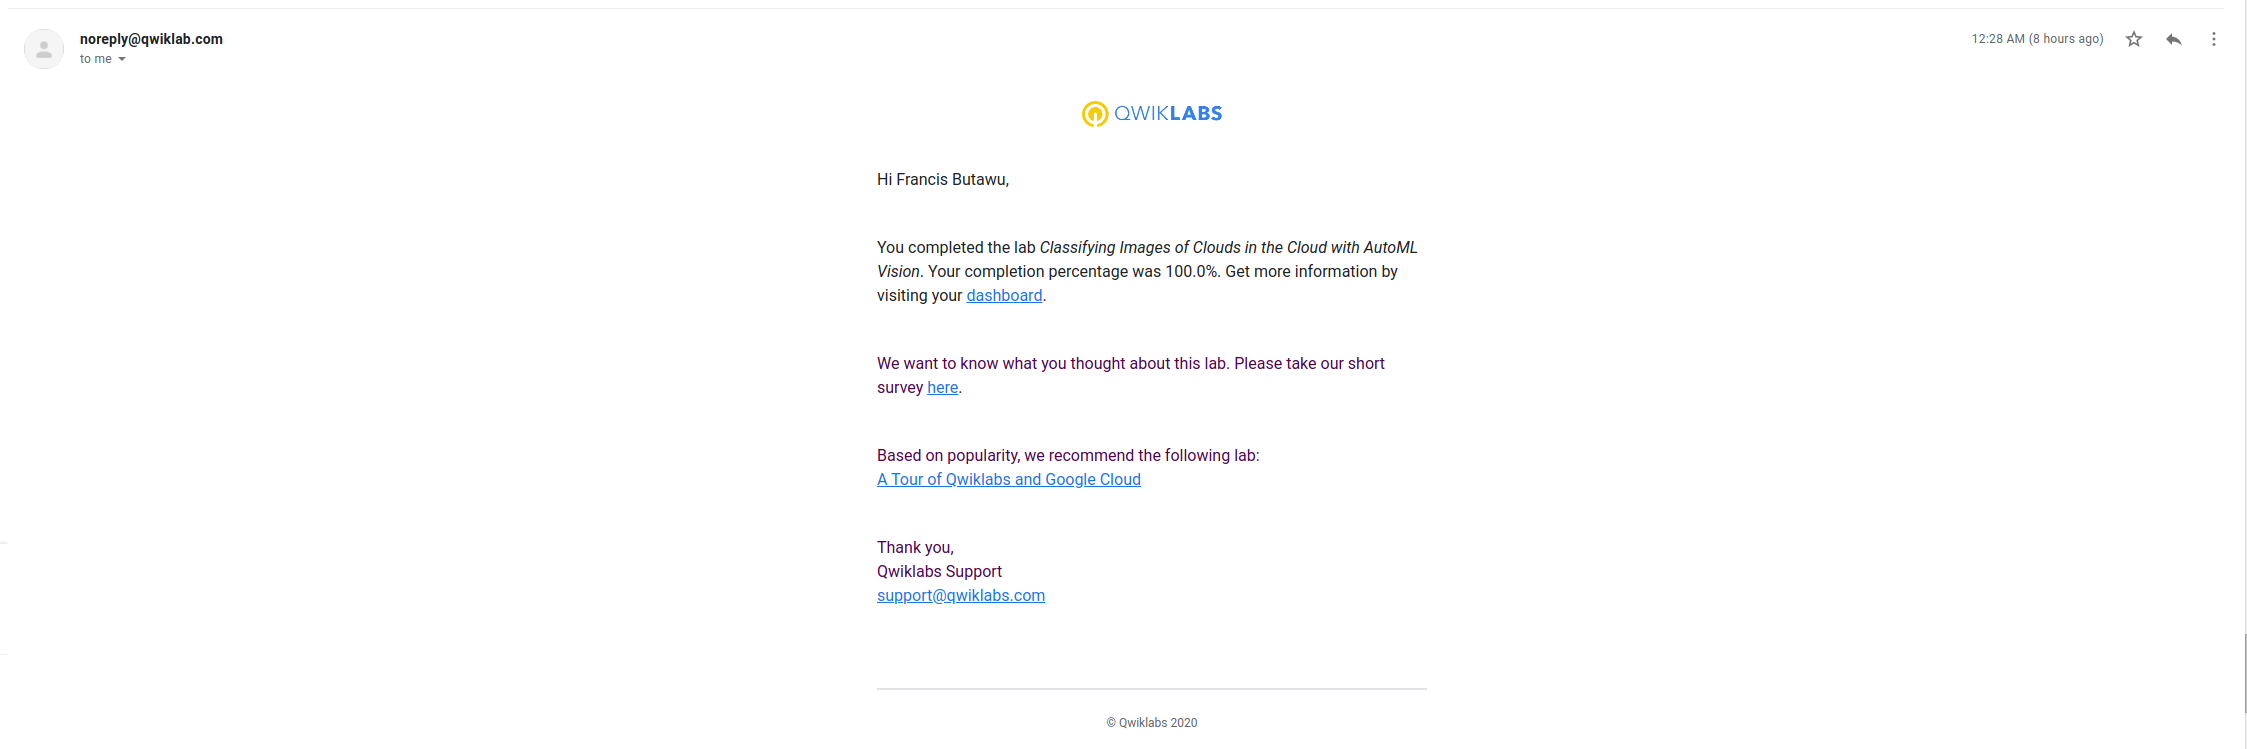 noreply@qwiklab.com
12:28 AM (8 hours ago)
to me
QWIKLABS
Hi Francis Butawu,
You completed the lab Classifying Images of Clouds in the Cloud with AutoML
Vision. Your completion percentage was 100.0%. Get more information by
visiting your dashboard.
We want to know what you thought about this lab. Please take our short
survey here.
Based on popularity, we recommend the following lab:
A Tour of Qwiklabs and Google Cloud
Thank you,
Qwiklabs Support
support@qwiklabs.com
© Qwiklabs 2020